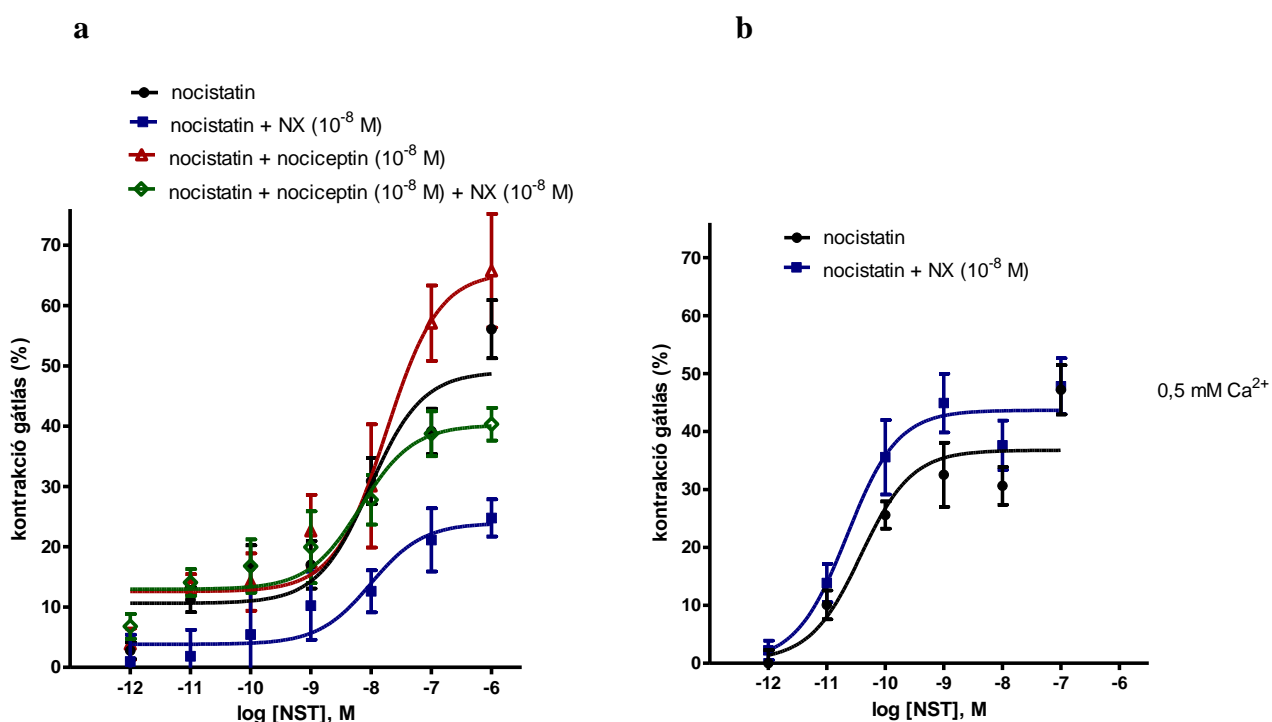 a
nocistatin
nocistatin + NX (10⁻⁸ M)
nocistatin + nociceptin (10⁻⁸ M)
nocistatin + nociceptin (10⁻⁸ M) + NX (10⁻⁸ M)
70
60
50
40
30
20
10
0
kontrakció gátlás (%)
-12 -11 -10 -9 -8 -7 -6
log [NST], M
b
nocistatin
nocistatin + NX (10⁻⁸ M)
70
60
50
40
30
20
10
0
kontrakció gátlás (%)
-12 -11 -10 -9 -8 -7 -6
log [NST], M
0,5 mM Ca²⁺